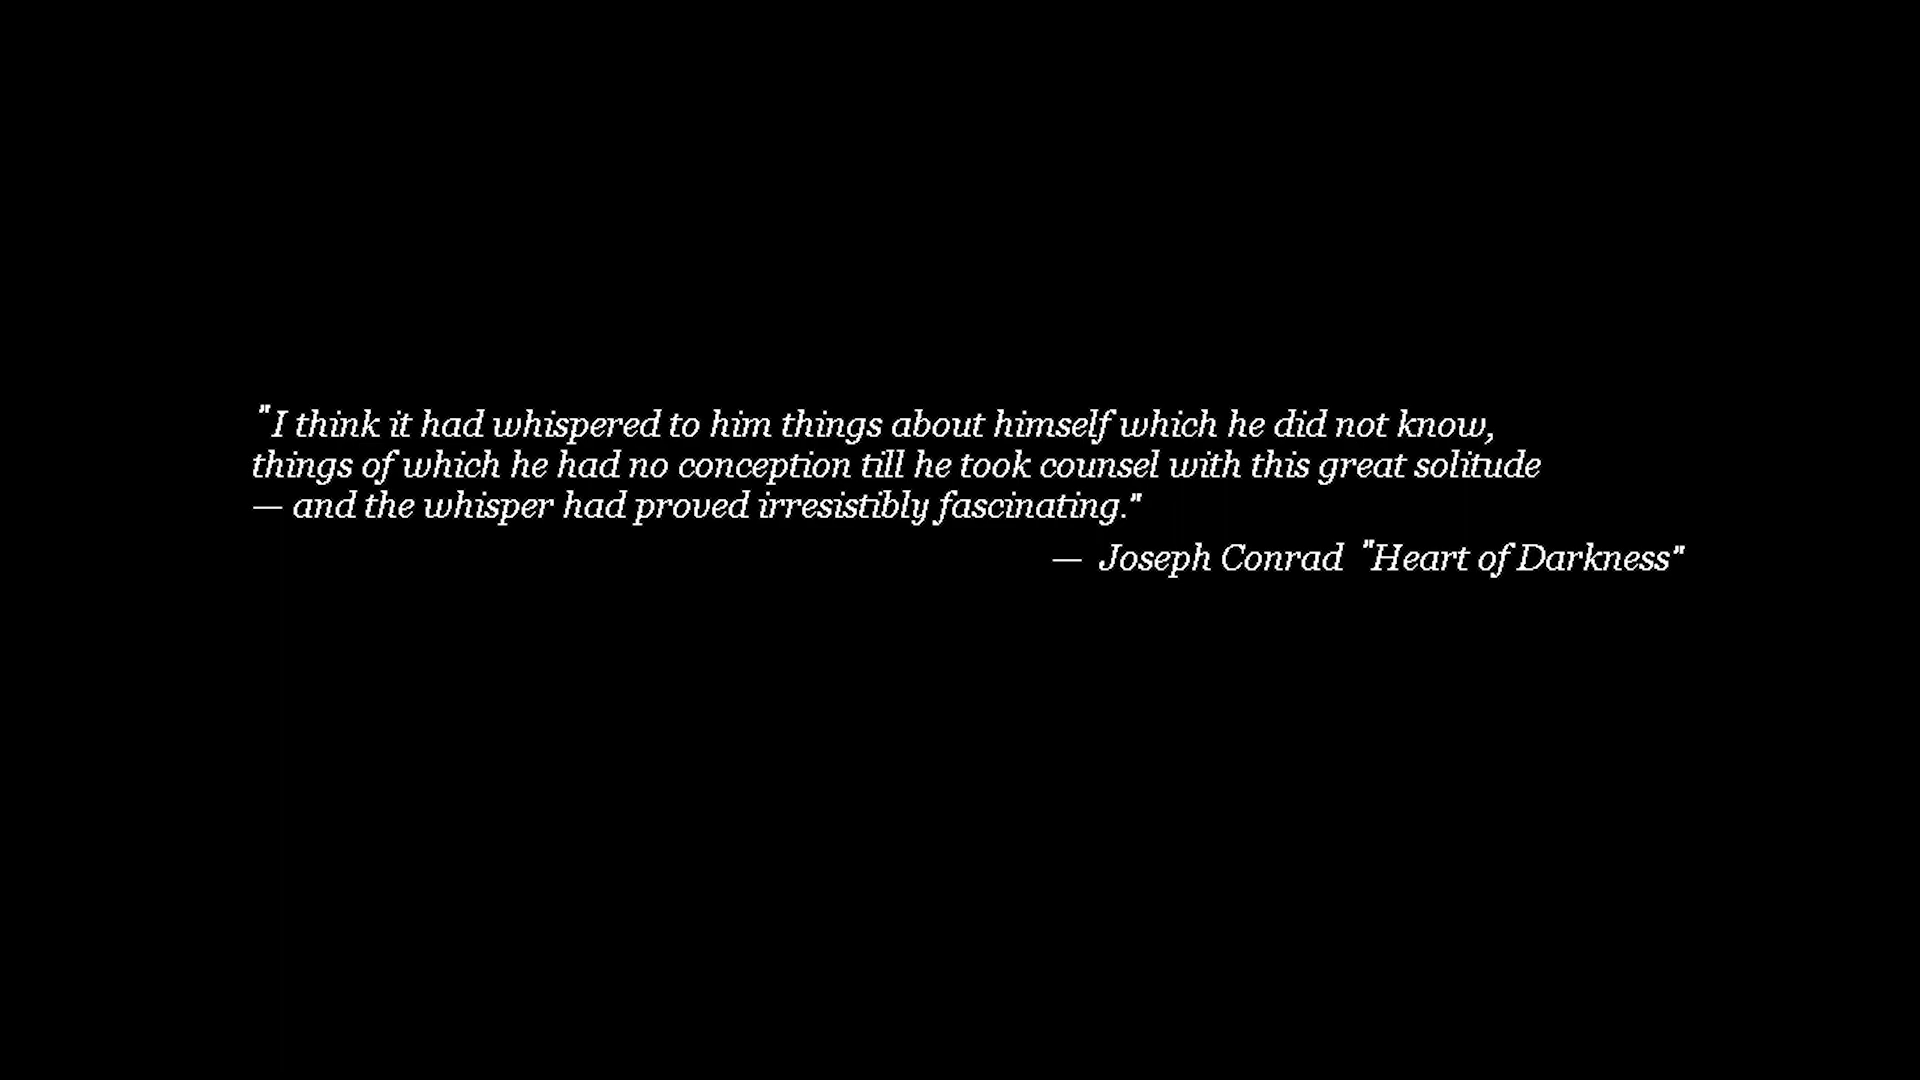 "I think it had whispered to him things about himself which he did not know,
things of which he had no conception till he took counsel with this great solitude
— and the whisper had proved irresistibly fascinating."
— Joseph Conrad "Heart of Darkness"